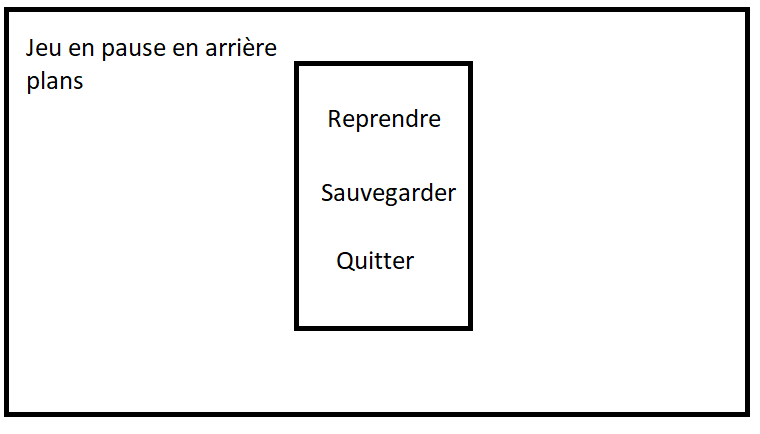 Jeu en pause en arrière
plans
Reprendre
Sauvegarder
Quitter